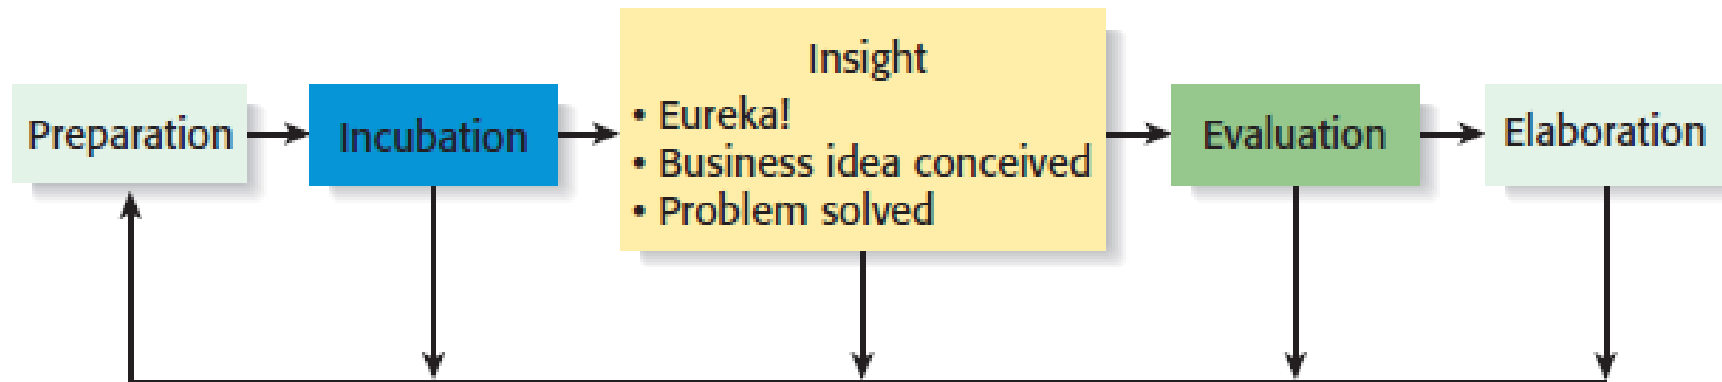 Preparation
Incubation
Insight
• Eureka!
• Business idea conceived
• Problem solved
Evaluation
Elaboration